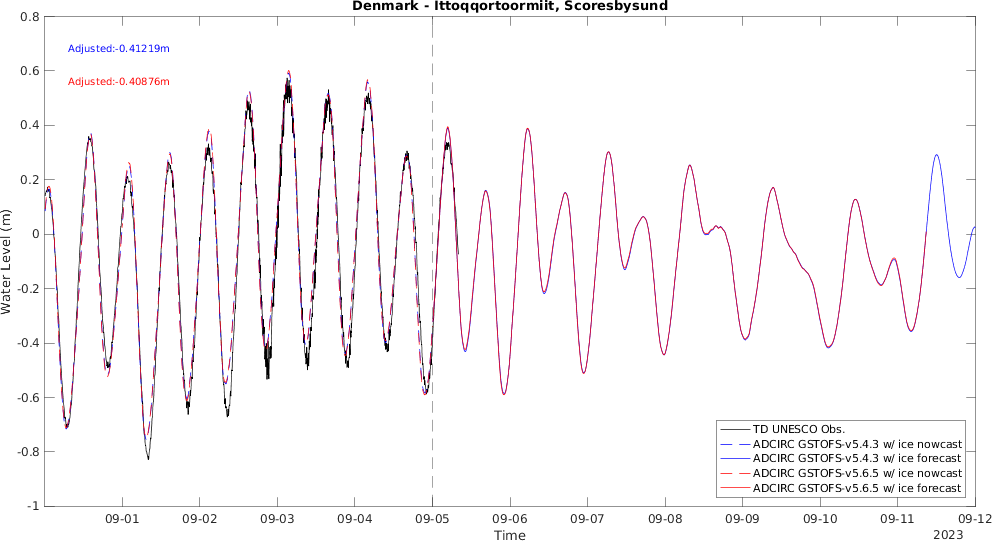 Denmark - Ittoqqortoormiit, Scoresbysund
0.8
0.6
0.4
0.2
0
-0.2
-0.4
-0.6
-0.8
-1
Water Level (m)
Adjusted:-0.41219m
Adjusted:-0.40876m
TD UNESCO Obs.
ADCIRC GSTOFS-v5.4.3 w/ ice nowcast
ADCIRC GSTOFS-v5.4.3 w/ ice forecast
ADCIRC GSTOFS-v5.6.5 w/ ice nowcast
ADCIRC GSTOFS-v5.6.5 w/ ice forecast
09-01 09-02 09-03 09-04 09-05 09-06 09-07 09-08 09-09 09-10 09-11 09-12
Time
2023